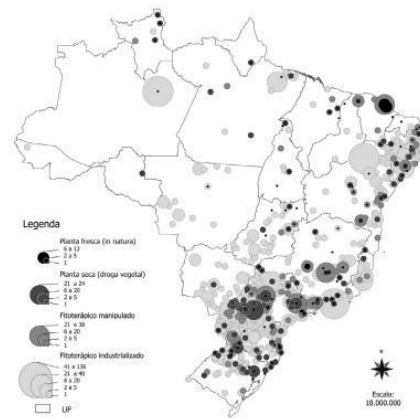 Legenda
Planta fresca (in natura)
6 a 12
2 a 5
1
Planta seca (droga vegetal)
21 a 24
6 a 20
2 a 5
1
Fitoterápico manipulado
21 a 38
6 a 20
2 a 5
1
Fitoterápico industrializado
41 a 136
21 a 40
6 a 20
2 a 5
1
UF
Escala:
18.000.000